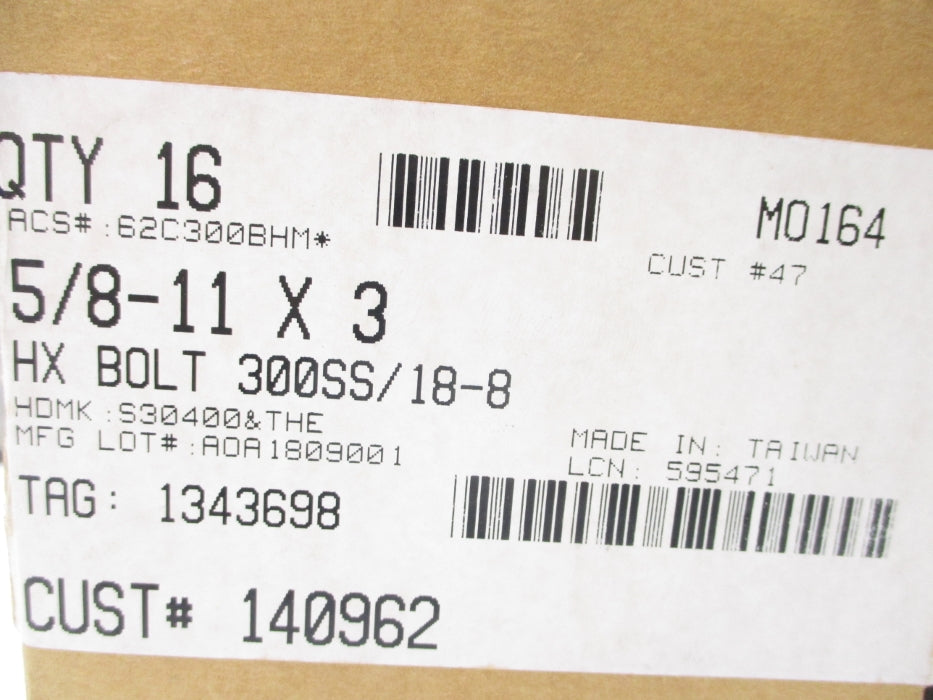 QTY 16
ACS#:62C300BHM*
M0164
CUST #47
5/8-11 X 3
HX BOLT 300SS/18-8
HDMK:S30400&THE
MFG LOT#:A0A1809001
MADE IN: TAIWAN
LCN: 595471
TAG: 1343698
CUST# 140962